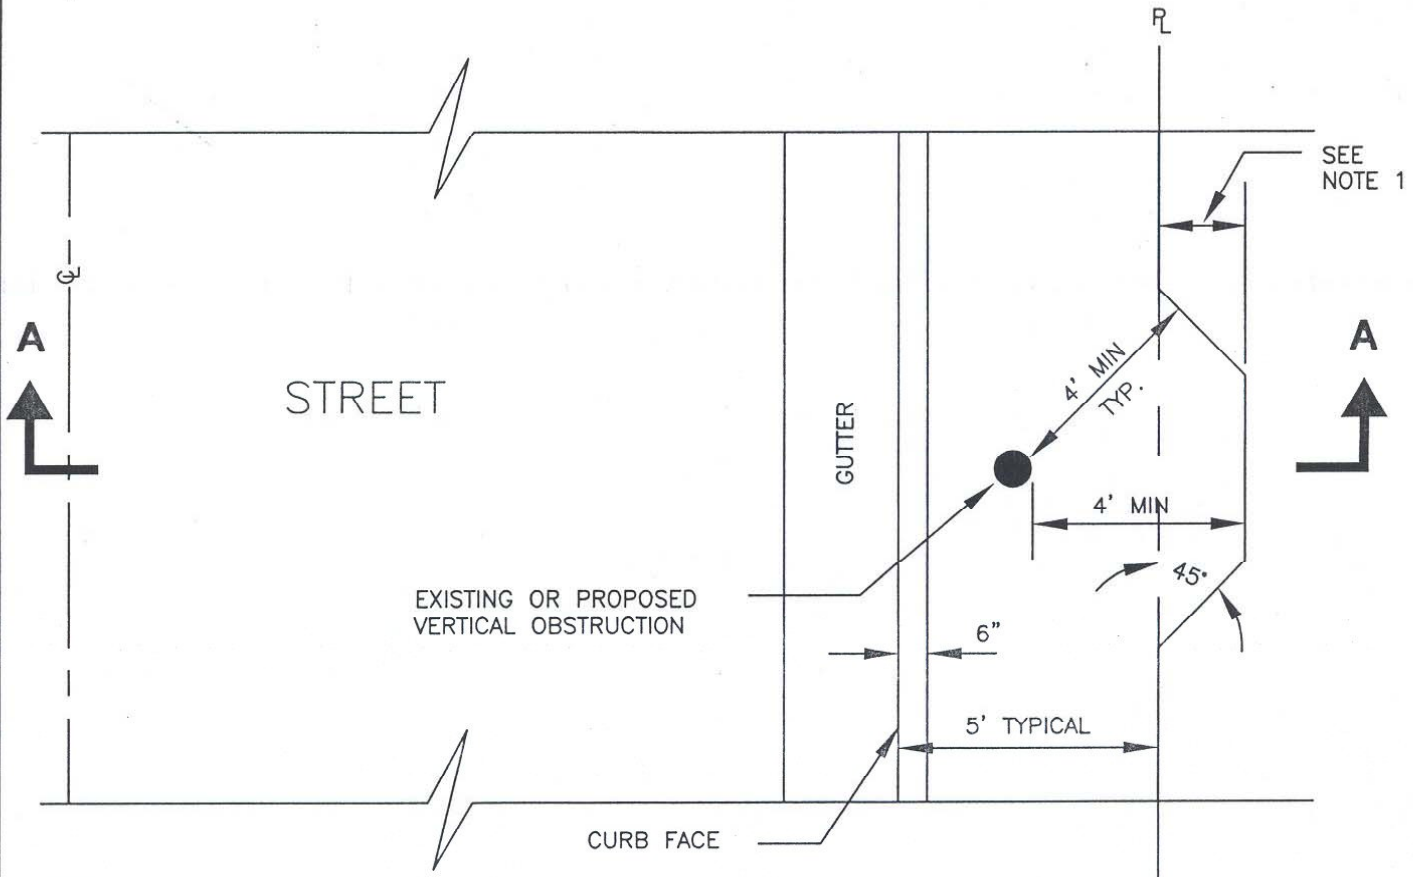 PL
SEE
NOTE 1
CL
A
A
STREET
GUTTER
4' MIN
TYP.
4' MIN
45°
EXISTING OR PROPOSED
VERTICAL OBSTRUCTION
6"
5' TYPICAL
CURB FACE